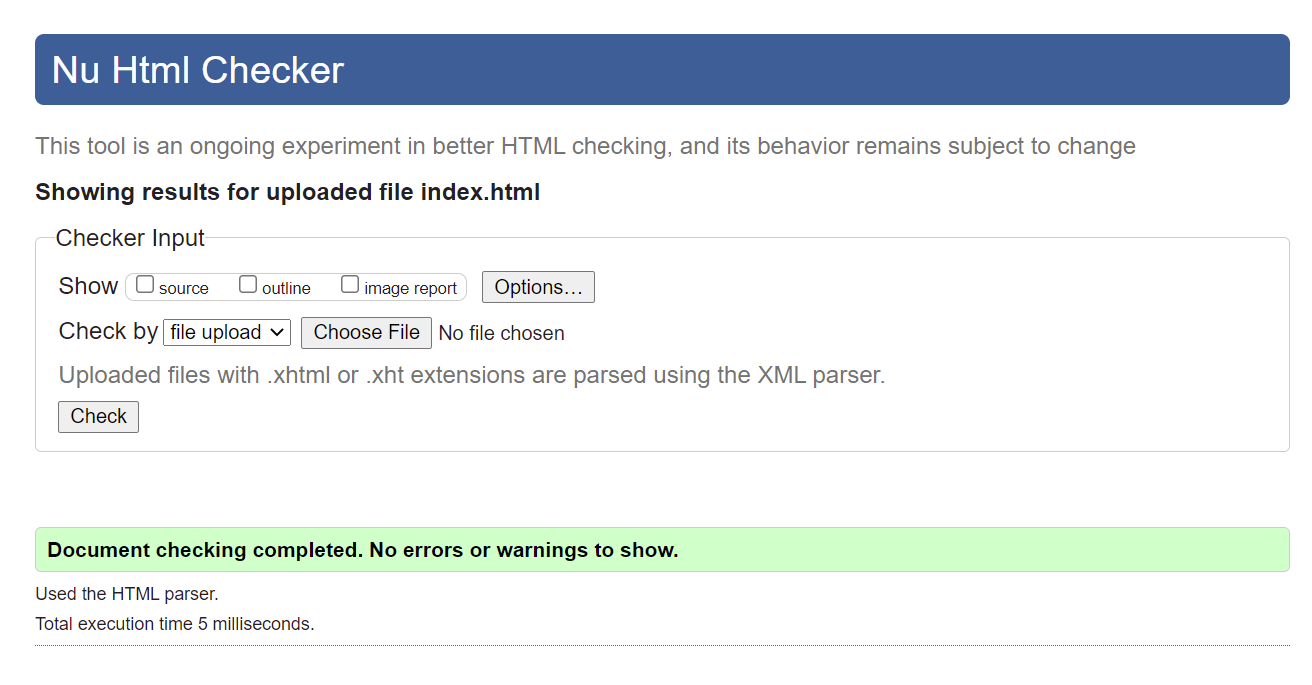 Nu Html Checker
This tool is an ongoing experiment in better HTML checking, and its behavior remains subject to change
Showing results for uploaded file index.html
Checker Input
Show source outline image report Options...
Check by file upload Choose File No file chosen
Uploaded files with .xhtml or .xht extensions are parsed using the XML parser.
Check
Document checking completed. No errors or warnings to show.
Used the HTML parser.
Total execution time 5 milliseconds.